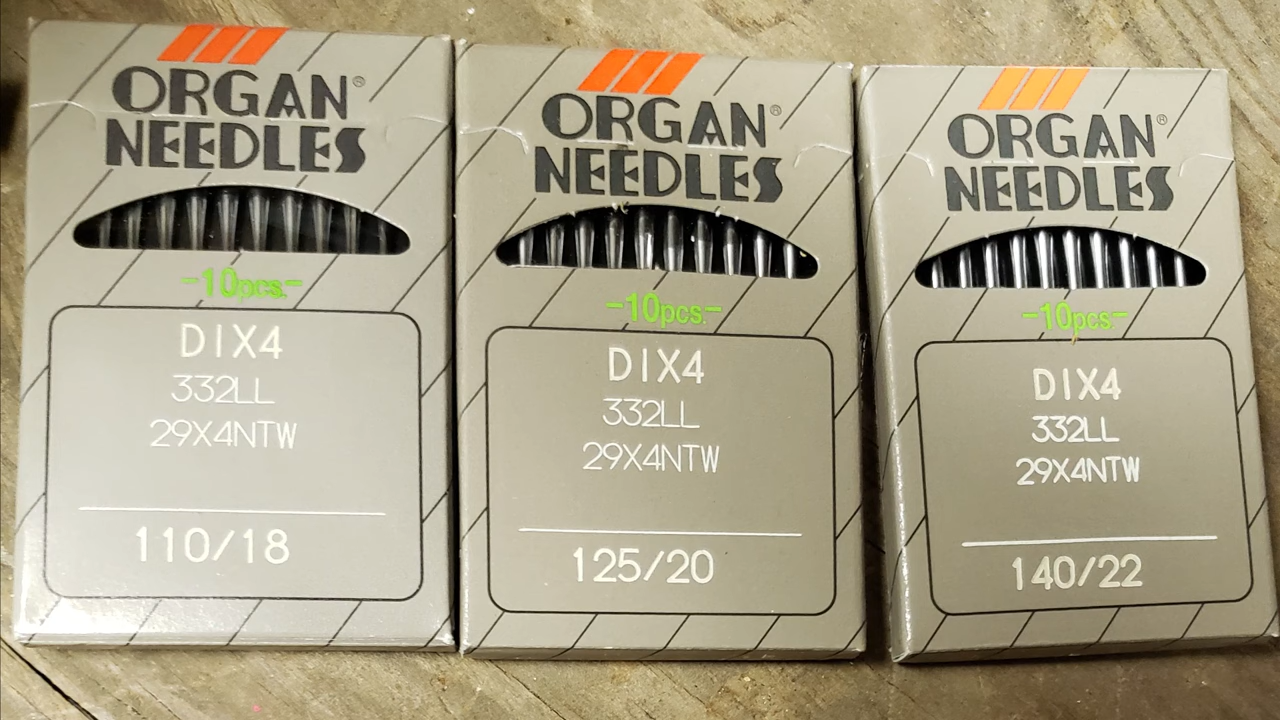 ORGAN®
NEEDLES
-10pcs.-
DIX4
332LL
29X4NTW
110/18
ORGAN®
NEEDLES
-10pcs.-
DIX4
332LL
29X4NTW
125/20
ORGAN®
NEEDLES
-10pcs-
DIX4
332LL
29X4NTW
140/22